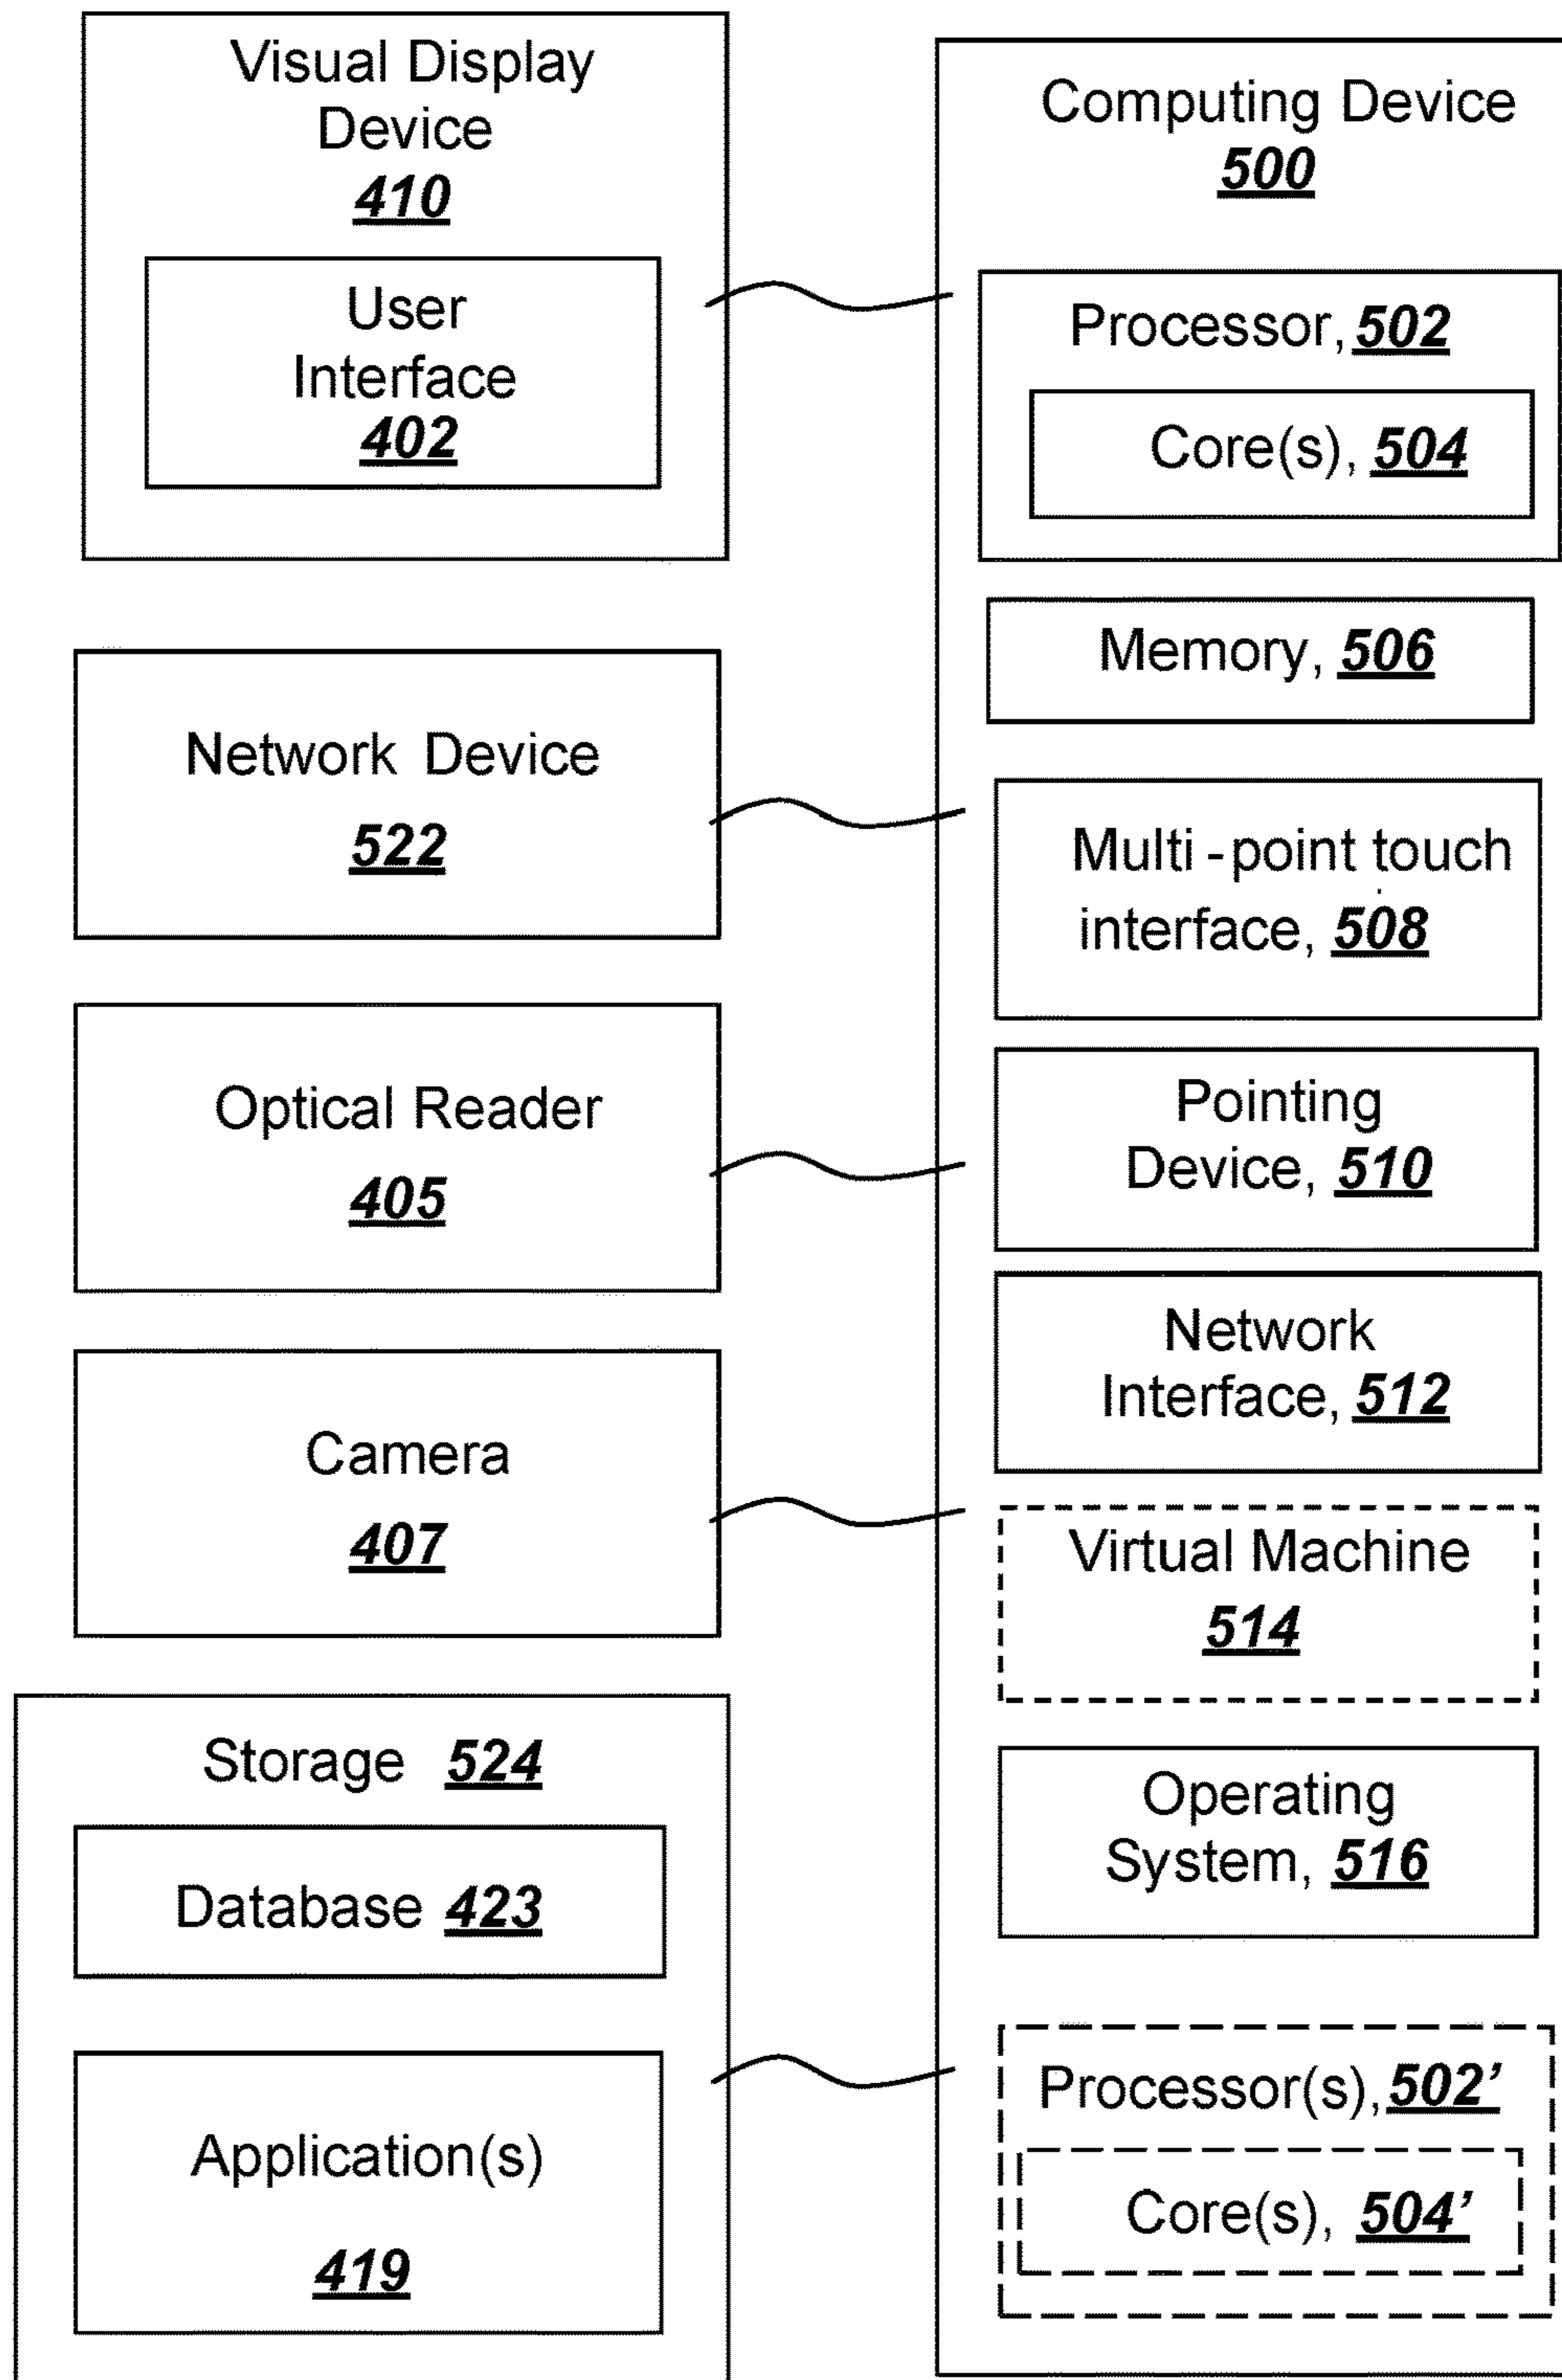 Visual Display
Device
410
User
Interface
402
Network Device
522
Optical Reader
405
Camera
407
Storage 524
Database 423
Application(s)
419
Computing Device
500
Processor, 502
Core(s), 504
Memory, 506
Multi-point touch
interface, 508
Pointing
Device, 510
Network
Interface, 512
Virtual Machine
514
Operating
System, 516
Processor(s), 502’
Core(s), 504’